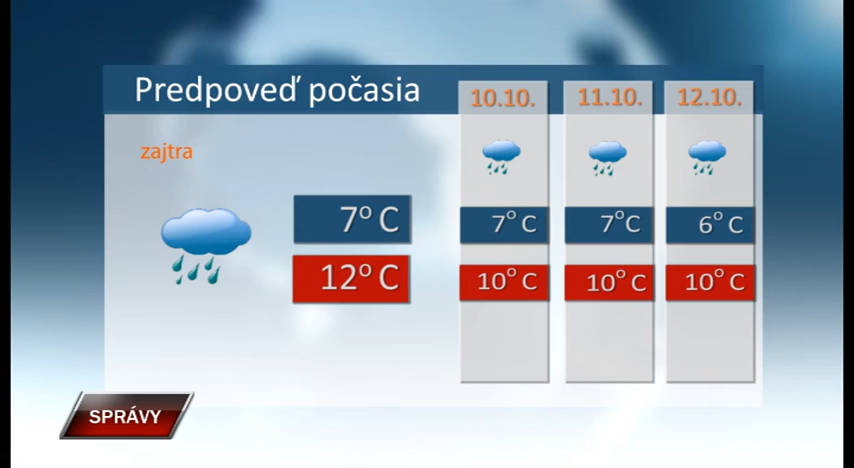 Predpoveď počasia
zajtra
7° C
12° C
10.10.
7° C
10° C
11.10.
7°C
10° C
12.10.
6° C
10° C
SPRÁVY